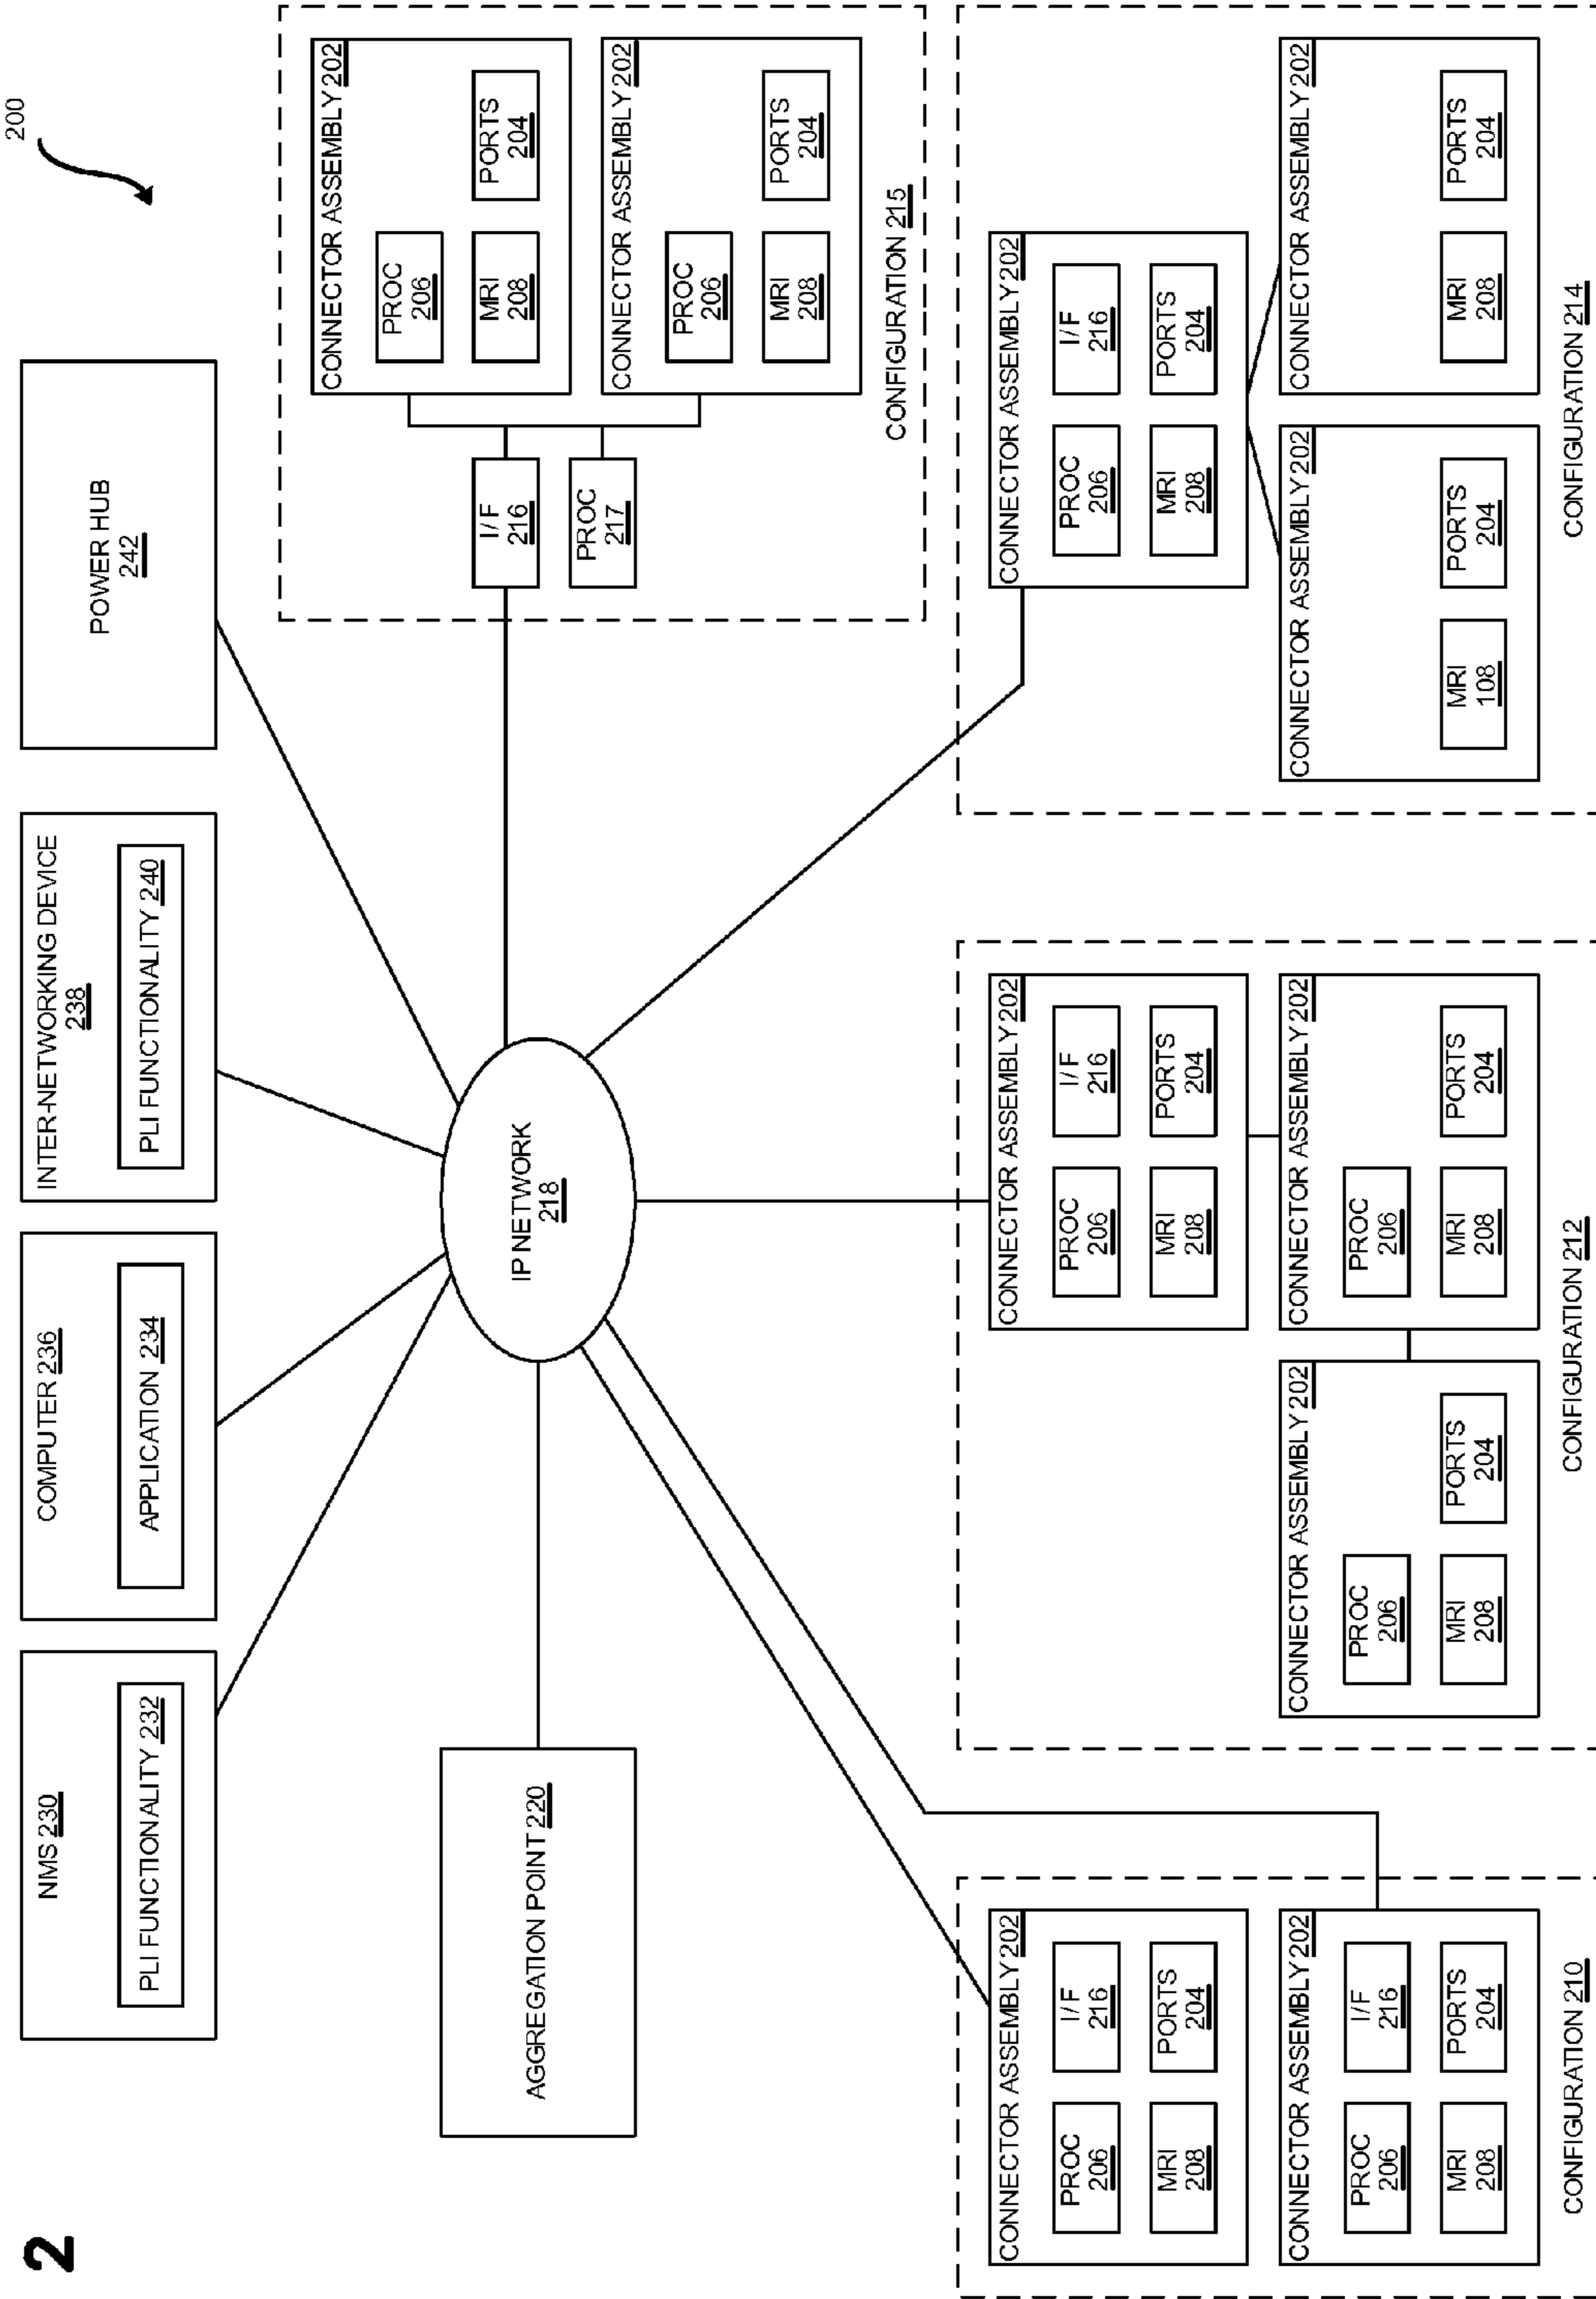 2
200
NMS 230
PLI FUNCTIONALITY 232
COMPUTER 236
APPLICATION 234
INTER-NETWORKING DEVICE
238
PLI FUNCTIONALITY 240
POWER HUB
242
AGGREGATION POINT 220
IP NETWORK
218
I/F
216
PROC
217
CONNECTOR ASSEMBLY 202
PROC
206
MRI
208
PORTS
204
CONNECTOR ASSEMBLY 202
PROC
206
MRI
208
PORTS
204
CONFIGURATION 215
CONNECTOR ASSEMBLY 202
PROC
206
I/F
216
MRI
208
PORTS
204
CONNECTOR ASSEMBLY 202
PROC
206
I/F
216
MRI
208
PORTS
204
CONFIGURATION 210
CONNECTOR ASSEMBLY 202
PROC
206
I/F
216
MRI
208
PORTS
204
CONNECTOR ASSEMBLY 202
PROC
206
MRI
208
PORTS
204
CONNECTOR ASSEMBLY 202
PROC
206
MRI
208
PORTS
204
CONFIGURATION 212
CONNECTOR ASSEMBLY 202
PROC
206
I/F
216
MRI
208
PORTS
204
CONNECTOR ASSEMBLY 202
MRI
108
PORTS
204
CONNECTOR ASSEMBLY 202
MRI
208
PORTS
204
CONFIGURATION 214